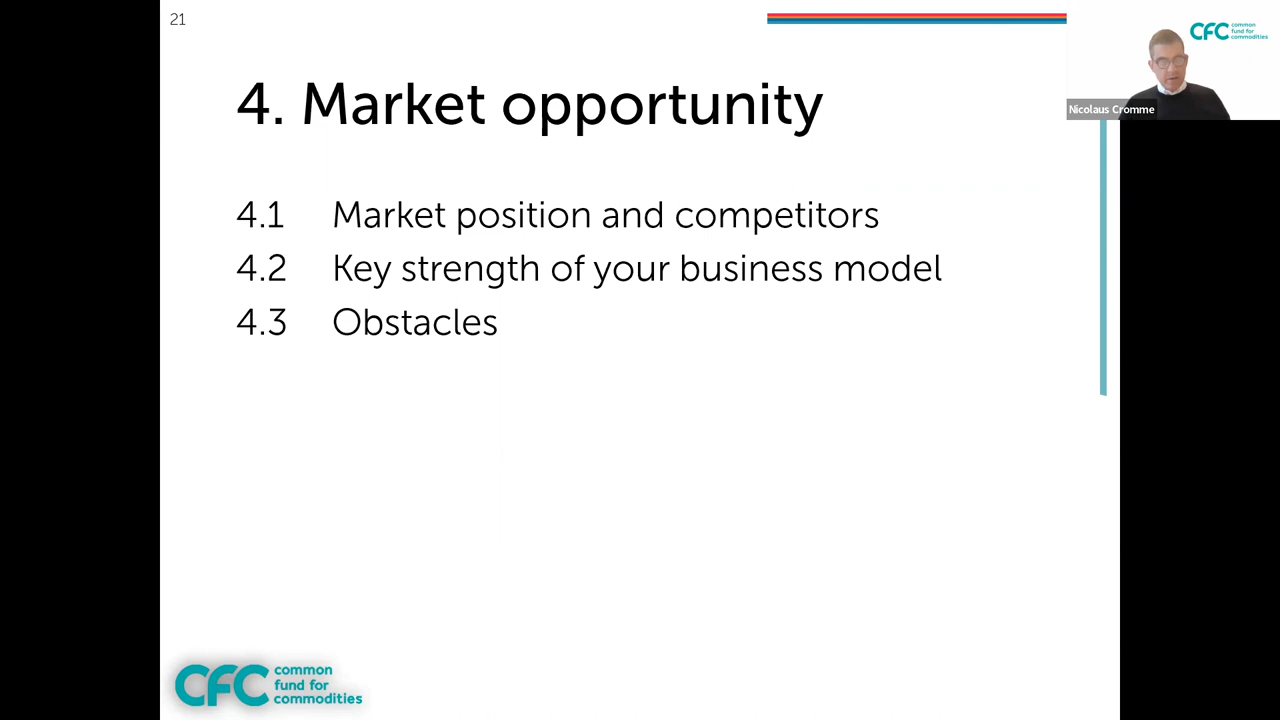 21
4. Market opportunity
4.1 Market position and competitors
4.2 Key strength of your business model
4.3 Obstacles
CFC common
fund for
commodities
Nicolaus Cromme
CFC common
fund for
commodities